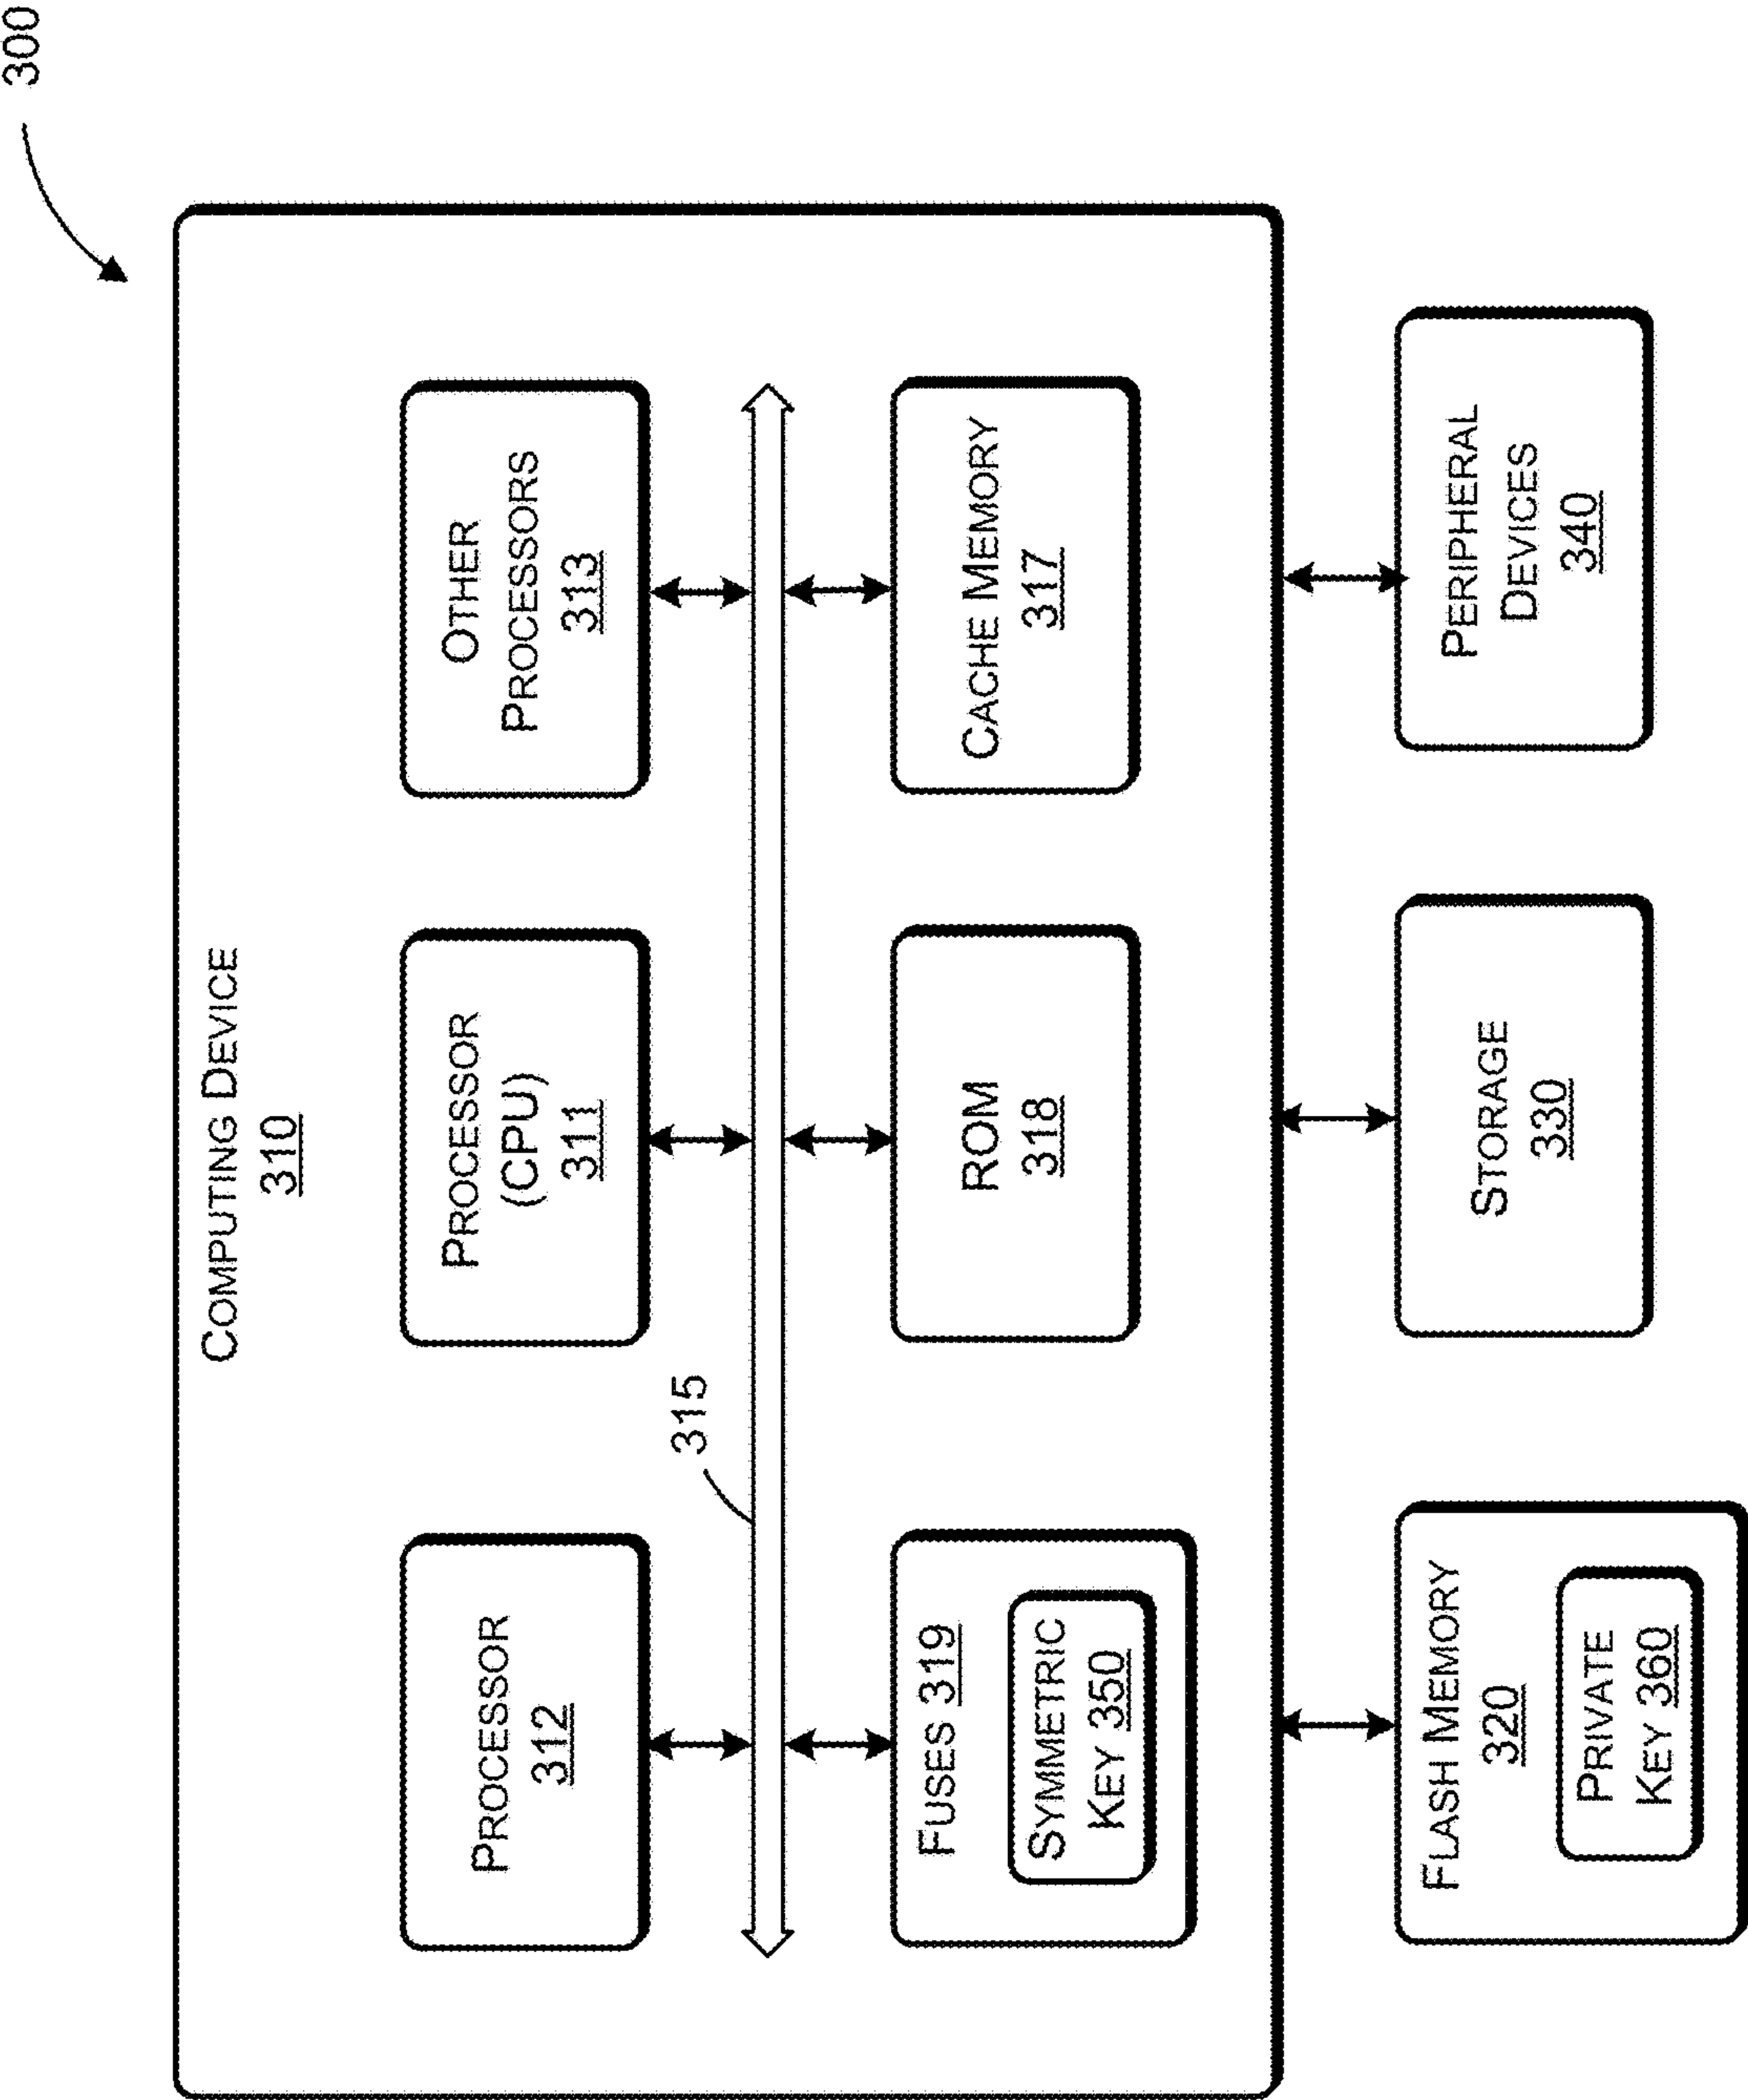 300
COMPUTING DEVICE
310
PROCESSOR
312
PROCESSOR
(CPU)
311
OTHER
PROCESSORS
313
315
FUSES 319
SYMMETRIC
KEY 350
ROM
318
CACHE MEMORY
317
FLASH MEMORY
320
PRIVATE
KEY 360
STORAGE
330
PERIPHERAL
DEVICES
340